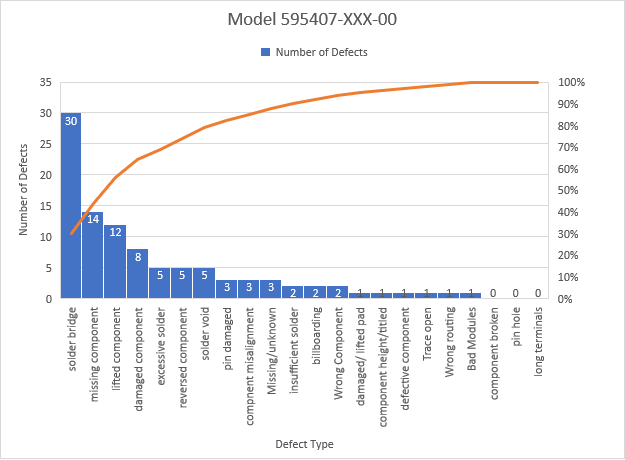 Model 595407-XXX-00
Number of Defects
35
30
25
20
15
10
5
0
Number of Defects
100%
90%
80%
70%
60%
50%
40%
30%
20%
10%
0%
30
14
12
8
5
5
5
3
3
3
2
2
2
1
1
1
1
1
1
0
0
0
solder bridge
missing component
lifted component
damaged component
excessive solder
reversed component
solder void
pin damaged
compnent misalignment
Missing/unknown
insufficient solder
billboarding
Wrong Component
damaged/ lifted pad
component height/ttiled
defective component
Trace open
Wrong routing
Bad Modules
component broken
pin hole
long terminals
Defect Type